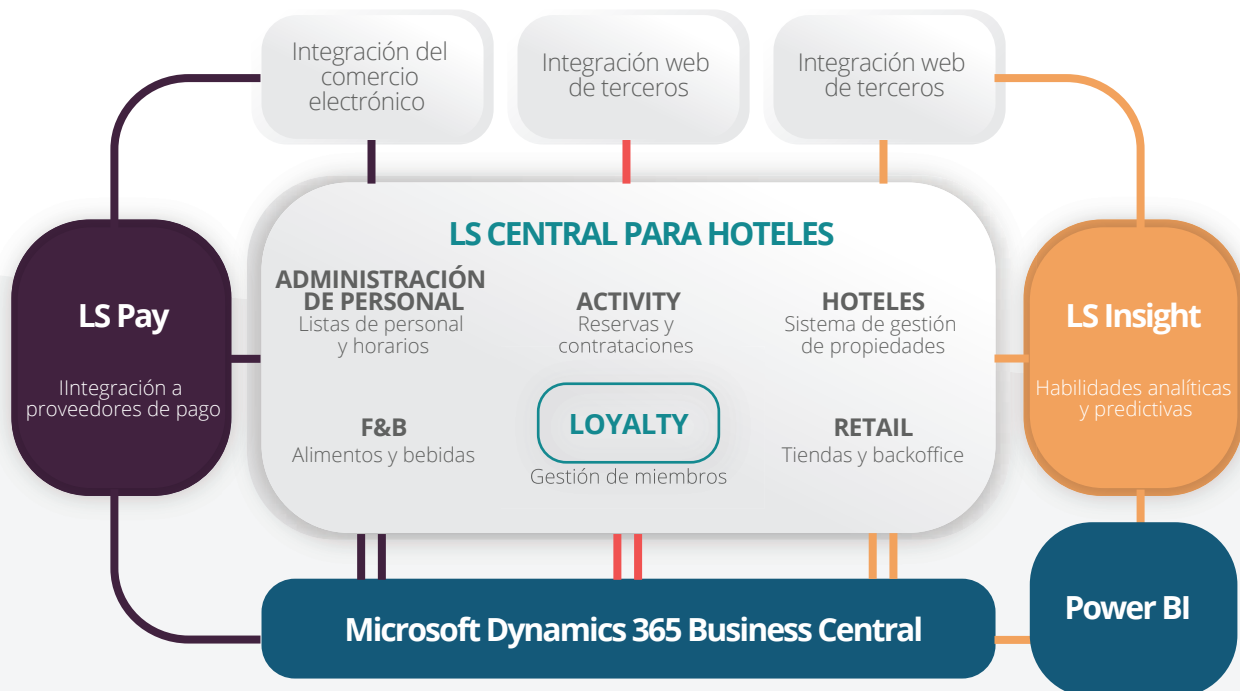 Integración del
comercio
electrónico
Integración web
de terceros
Integración web
de terceros
LS Pay
IIntegración a
proveedores de pago
LS CENTRAL PARA HOTELES
ADMINISTRACIÓN
DE PERSONAL
Listas de personal
y horarios
ACTIVITY
Reservas y
contrataciones
HOTELES
Sistema de gestión
de propiedades
F&B
Alimentos y bebidas
LOYALTY
Gestión de miembros
RETAIL
Tiendas y backoffice
LS Insight
Habilidades analíticas
y predictivas
Microsoft Dynamics 365 Business Central
Power BI